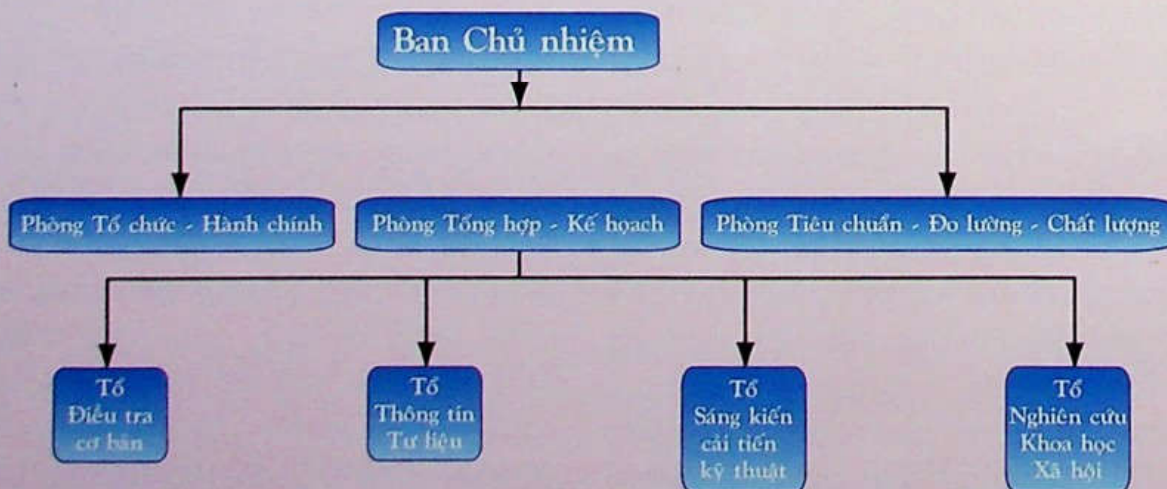 Ban Chủ nhiệm
Phòng Tổ chức - Hành chính
Phòng Tổng hợp - Kế họach
Phòng Tiêu chuẩn - Đo lường - Chất lượng
Tổ
Điều tra
cơ bản
Tổ
Thông tin
Tư liệu
Tổ
Sáng kiến
cải tiến
kỹ thuật
Tổ
Nghiên cứu
Khoa học
Xã hội